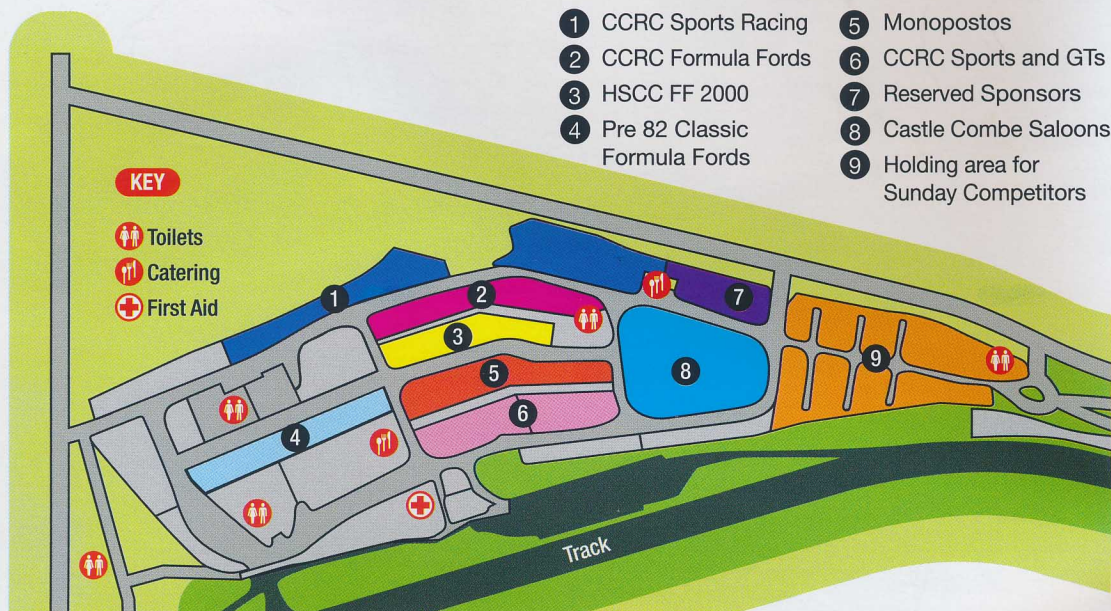 1 CCRC Sports Racing
2 CCRC Formula Fords
3 HSCC FF 2000
4 Pre 82 Classic
Formula Fords
5 Monopostos
6 CCRC Sports and GTs
7 Reserved Sponsors
8 Castle Combe Saloons
9 Holding area for
Sunday Competitors
KEY
Toilets
Catering
First Aid
1
2
3
4
5
6
7
8
9
Track